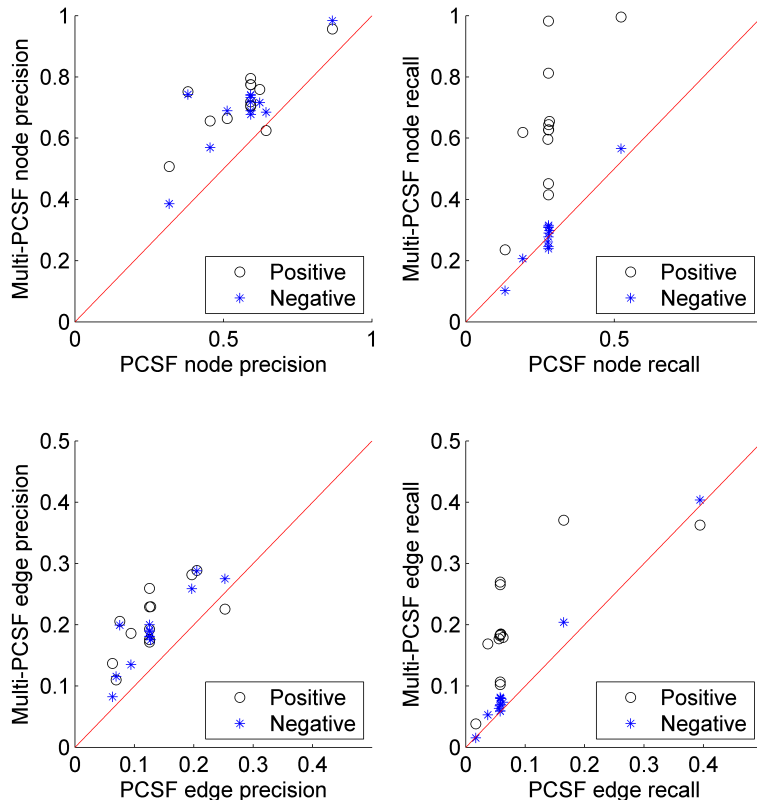 Multi-PCSF node precision
1
0.8
0.6
0.4
0.2
0
0
0.5
1
PCSF node precision
Positive
Negative
Multi-PCSF node recall
1
0.8
0.6
0.4
0.2
0
0
0.5
PCSF node recall
Positive
Negative
Multi-PCSF edge precision
0.5
0.4
0.3
0.2
0.1
0
0
0.1
0.2
0.3
0.4
PCSF edge precision
Positive
Negative
Multi-PCSF edge recall
0.5
0.4
0.3
0.2
0.1
0
0
0.1
0.2
0.3
0.4
PCSF edge recall
Positive
Negative